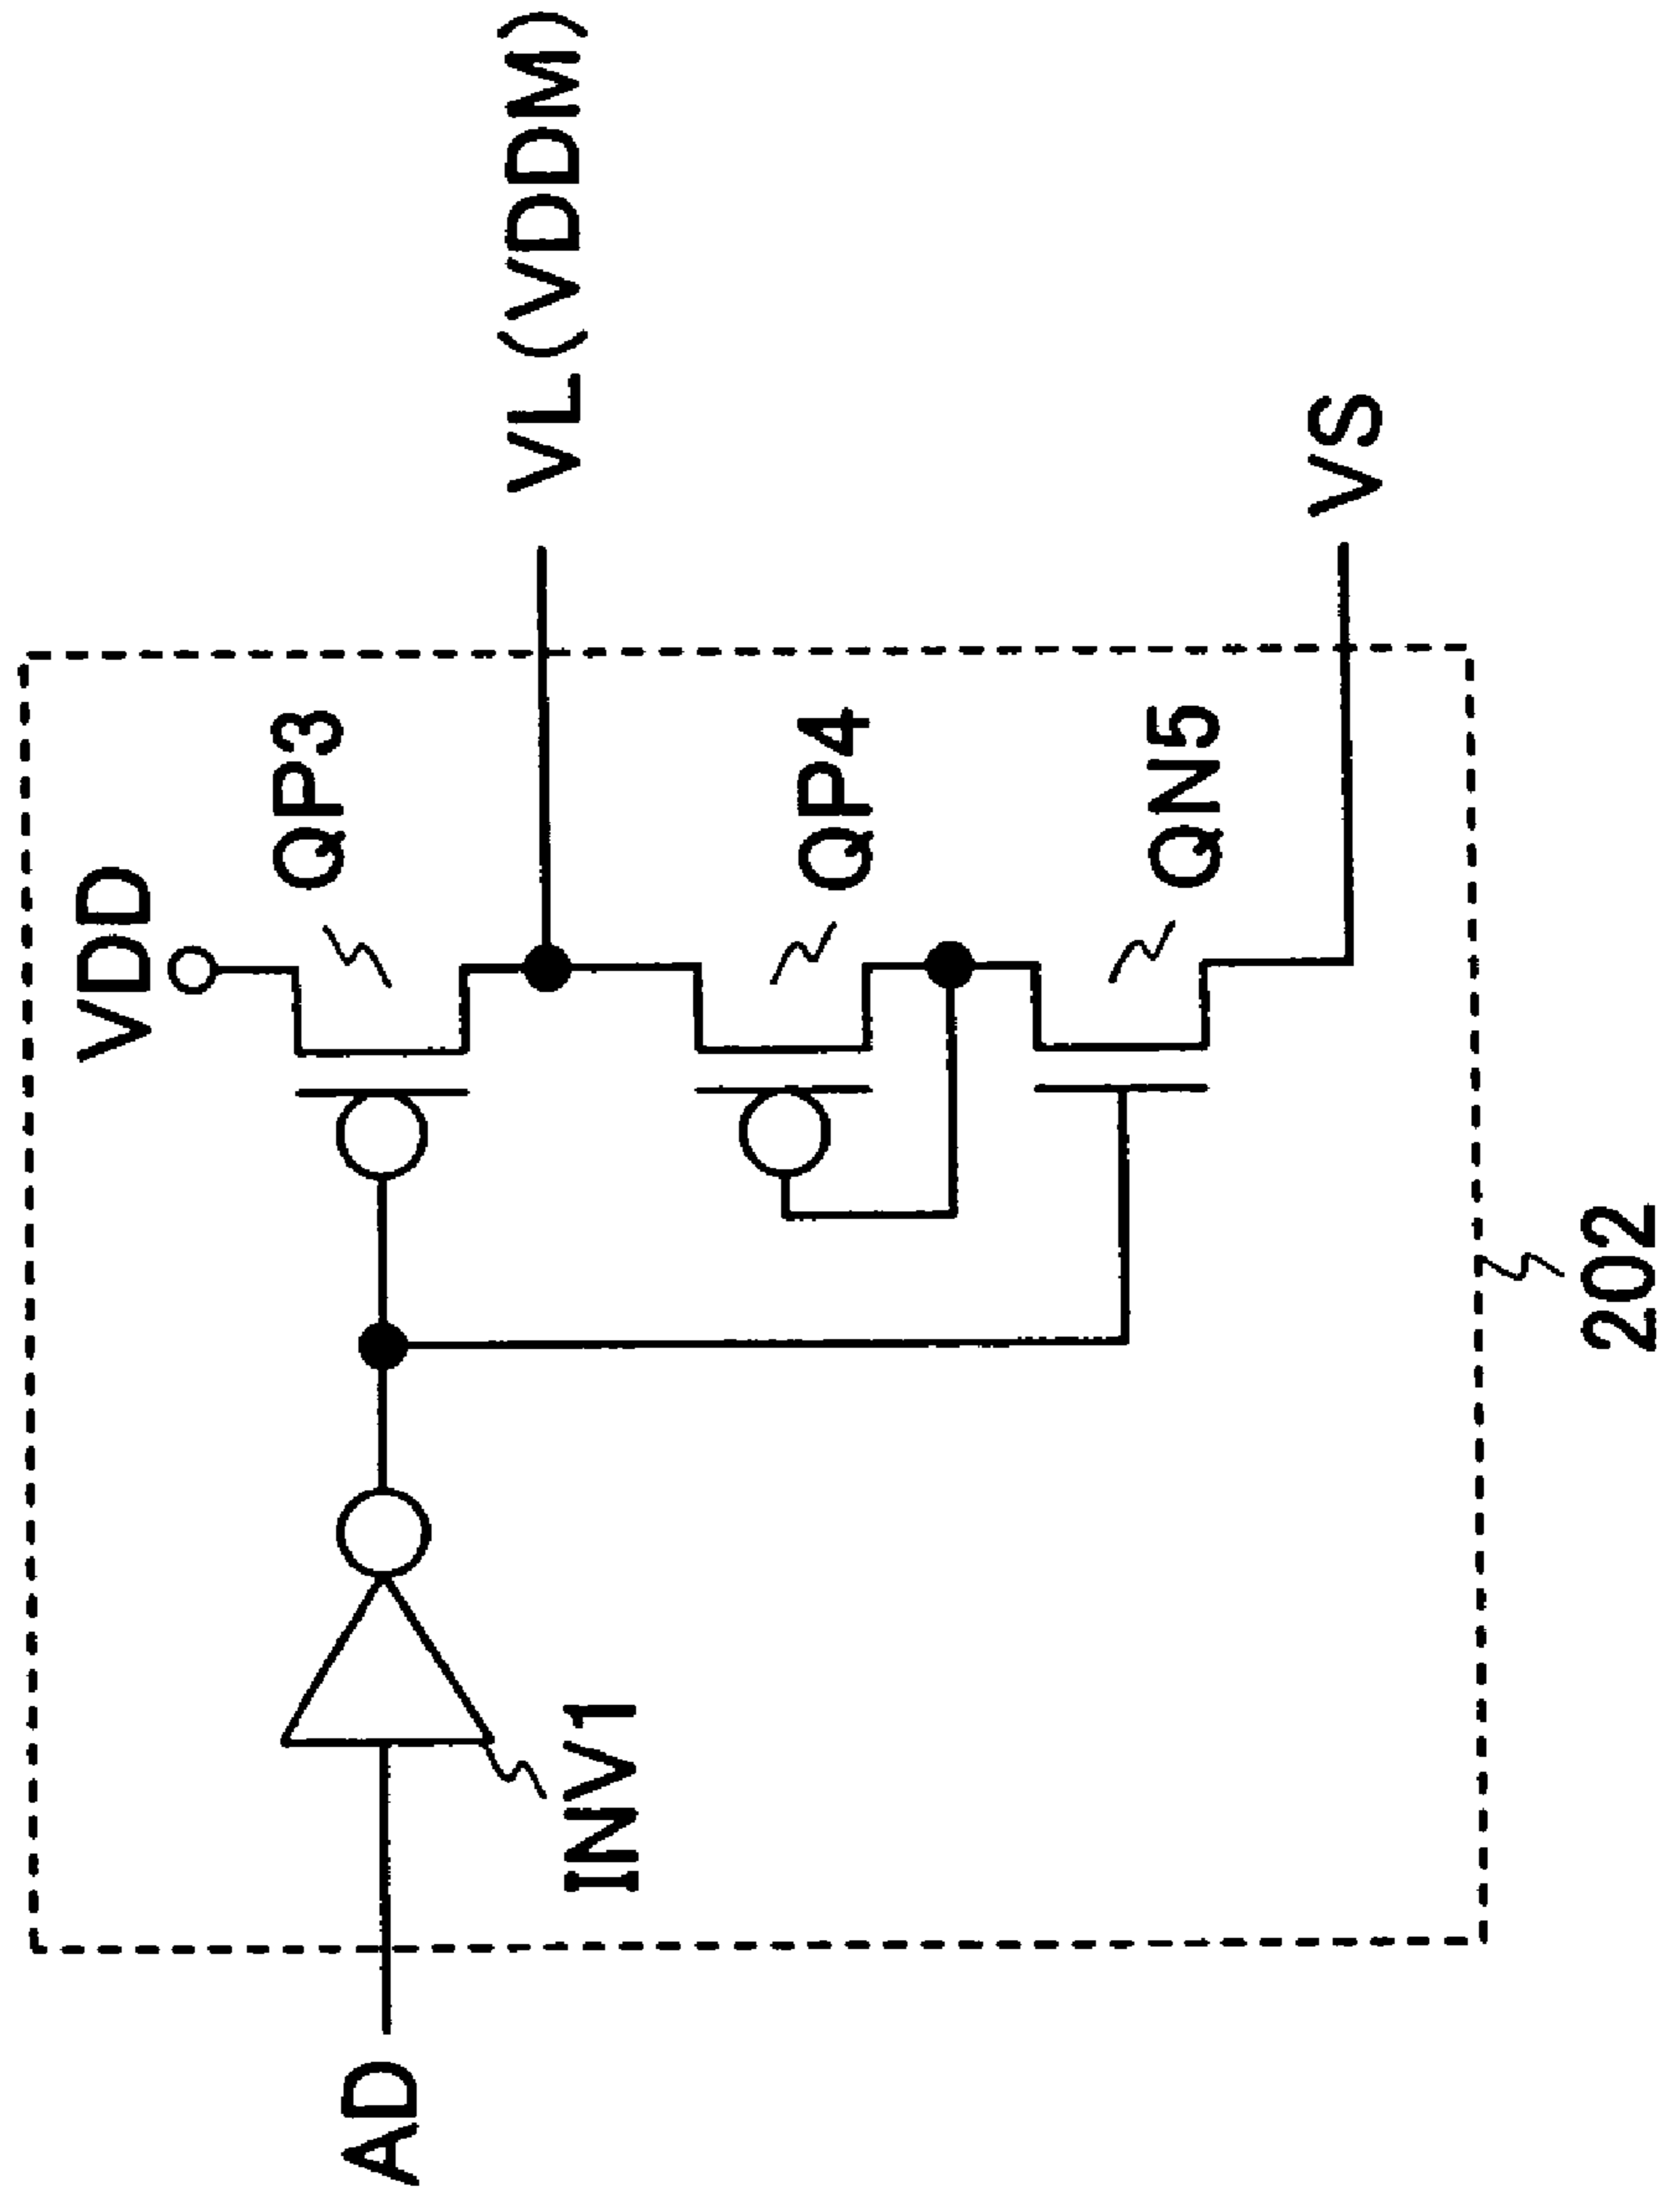 VDD
QP3
VL(VDDM)
QP4
QN5
VS
AD
INV1
202